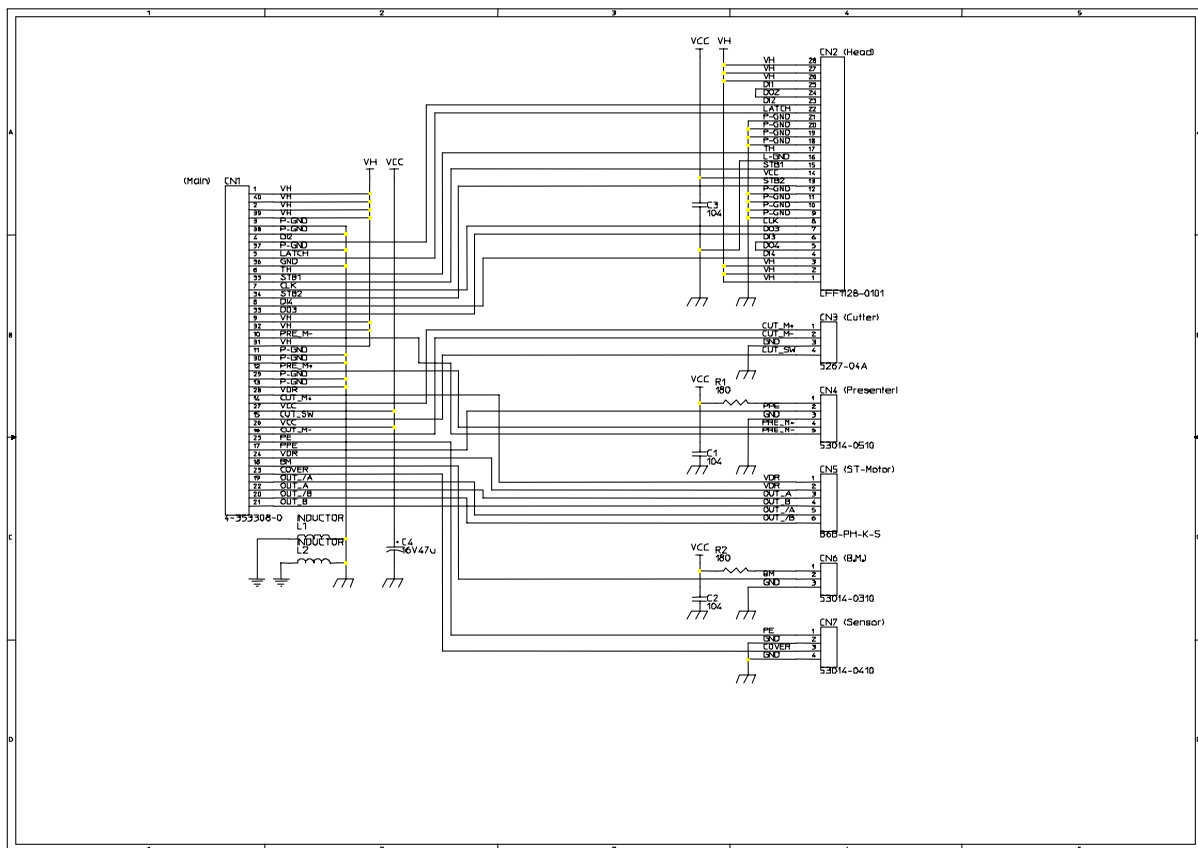 1 2 3 4 5
A
B
C
D
VCC VH
CN2 (Head)
VH 28
VH 27
VH 26
DI1 25
DO2 24
DI2 23
LATCH 22
P-GND 21
P-GND 20
P-GND 19
P-GND 18
TH 17
L-GND 16
STB1 15
VCC 14
STB2 13
P-GND 12
P-GND 11
P-GND 10
P-GND 9
CLK 8
DO3 7
DI3 6
DO4 5
DI4 4
VH 3
VH 2
VH 1
CFF1128-0101
C3
104
VH VCC
(Main) CN1
1 VH
40 VH
2 VH
39 VH
3 P-GND
38 P-GND
4 DI2
37 P-GND
5 LATCH
36 GND
6 TH
35 STB1
7 CLK
34 STB2
8 DI4
33 DO3
9 VH
32 VH
10 PRE_M-
31 VH
11 P-GND
30 P-GND
12 PRE_M+
29 P-GND
13 P-GND
28 VDR
14 CUT_M+
27 VCC
15 CUT_SW
26 VCC
16 CUT_M-
25 PE
17 PPE
24 VDR
18 BM
23 COVER
19 OUT_/A
22 OUT_A
20 OUT_/B
21 OUT_B
4-353308-0
INDUCTOR
L1
INDUCTOR
L2
+ C4
16V47u
CN3 (Cutter)
CUT_M+ 1
CUT_M- 2
GND 3
CUT_SW 4
5267-04A
VCC
R1
180
CN4 (Presenter)
1
PPE 2
GND 3
PRE_M+ 4
PRE_M- 5
53014-0510
C1
104
CN5 (ST-Motor)
VDR 1
VDR 2
OUT_A 3
OUT_B 4
OUT_/A 5
OUT_/B 6
B6B-PH-K-S
VCC
R2
180
CN6 (B.M.)
1
BM 2
GND 3
53014-0310
C2
104
CN7 (Sensor)
PE 1
GND 2
COVER 3
GND 4
53014-0410